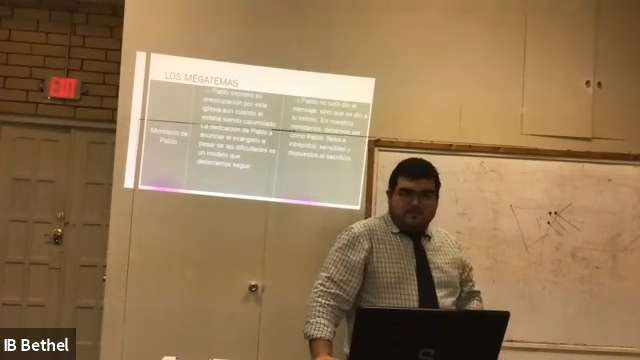 EXIT
LOS MEGATEMAS
Ministerio de
Pablo
Pablo expresó su
preocupación por esta
iglesia aun cuando él
estaba siendo calumniado.
La dedicación de Pablo a
anunciar el evangelio a
pesar de las dificultades es
un modelo que
deberíamos seguir.
Pablo no sólo dio el
mensaje, sino que se dio a
sí mismo. En nuestros
ministerios, debemos ser
como Pablo, fieles e
intrépidos, sensibles y
dispuestos al sacrificio.
IB Bethel